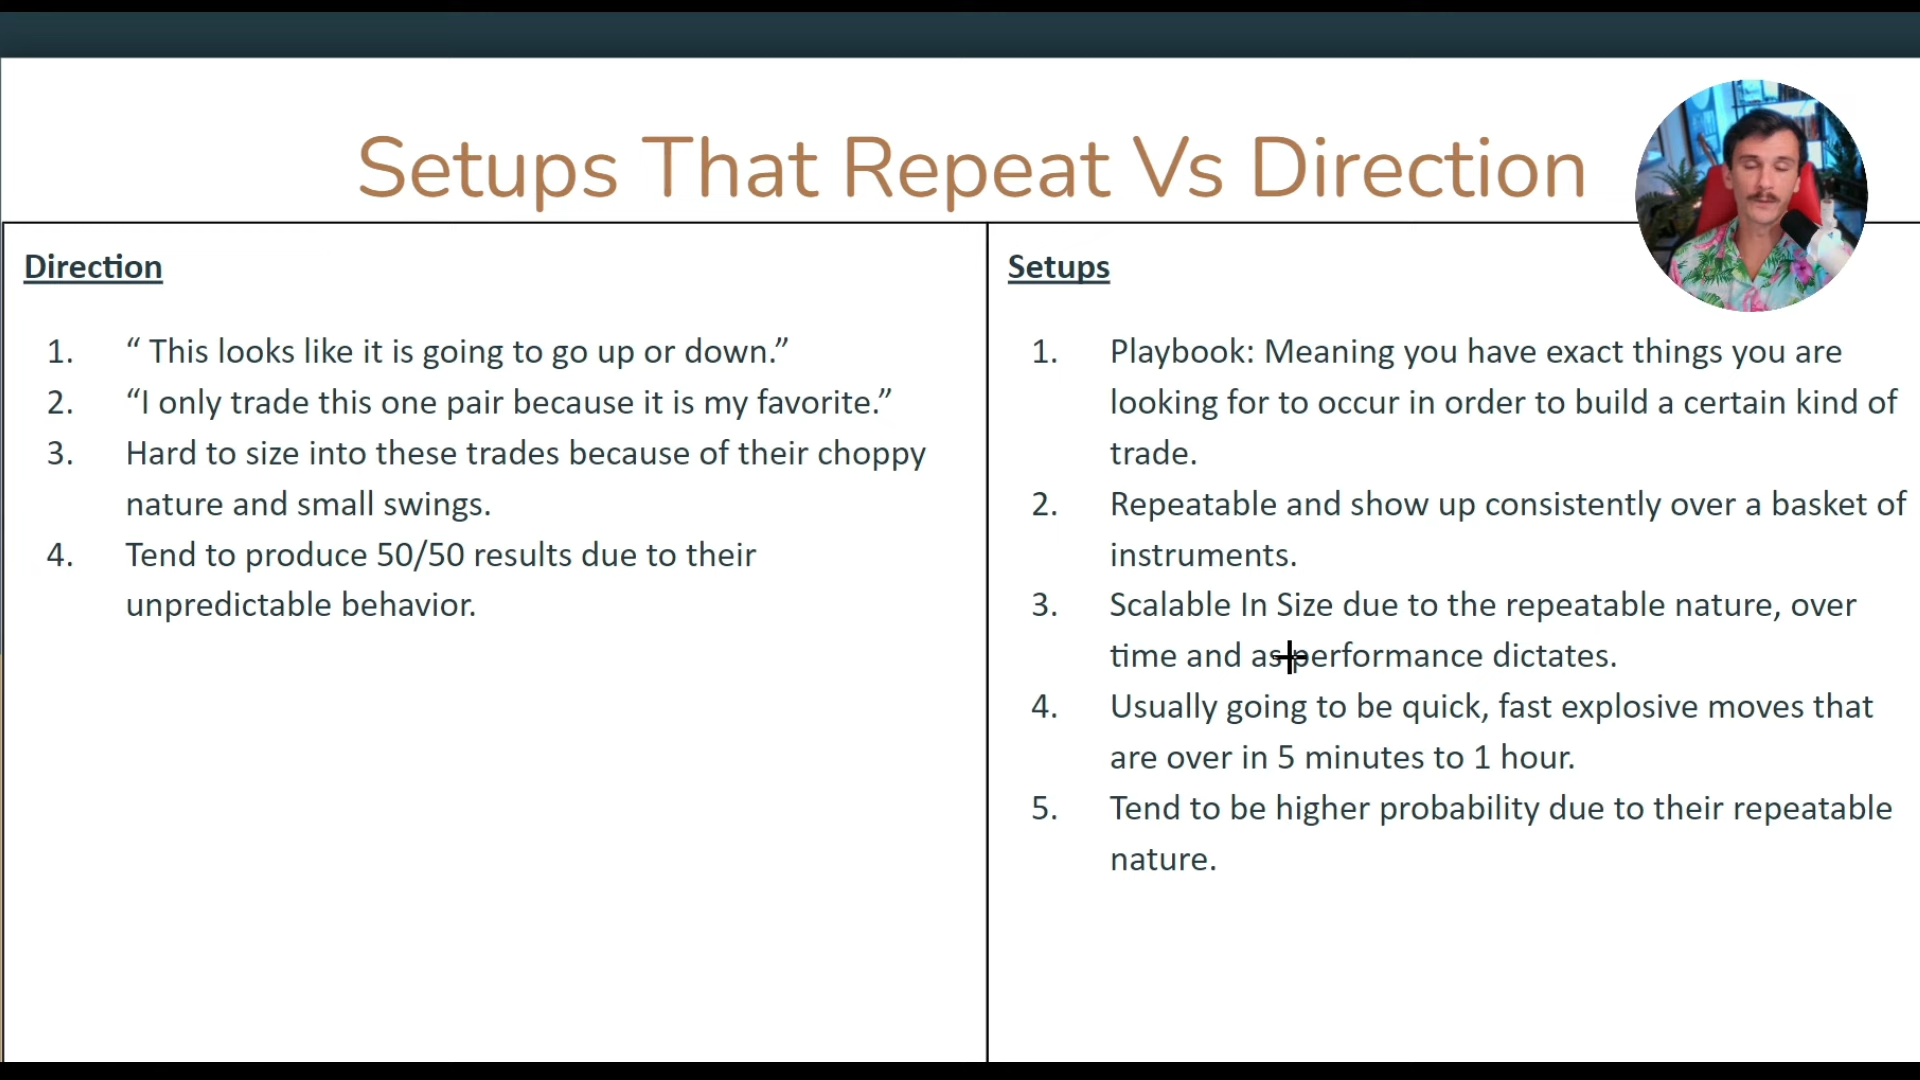 Setups That Repeat Vs Direction
Direction
1. “ This looks like it is going to go up or down.”
2. “I only trade this one pair because it is my favorite.”
3. Hard to size into these trades because of their choppy
nature and small swings.
4. Tend to produce 50/50 results due to their
unpredictable behavior.
Setups
1. Playbook: Meaning you have exact things you are
looking for to occur in order to build a certain kind of
trade.
2. Repeatable and show up consistently over a basket of
instruments.
3. Scalable In Size due to the repeatable nature, over
time and as performance dictates.
4. Usually going to be quick, fast explosive moves that
are over in 5 minutes to 1 hour.
5. Tend to be higher probability due to their repeatable
nature.